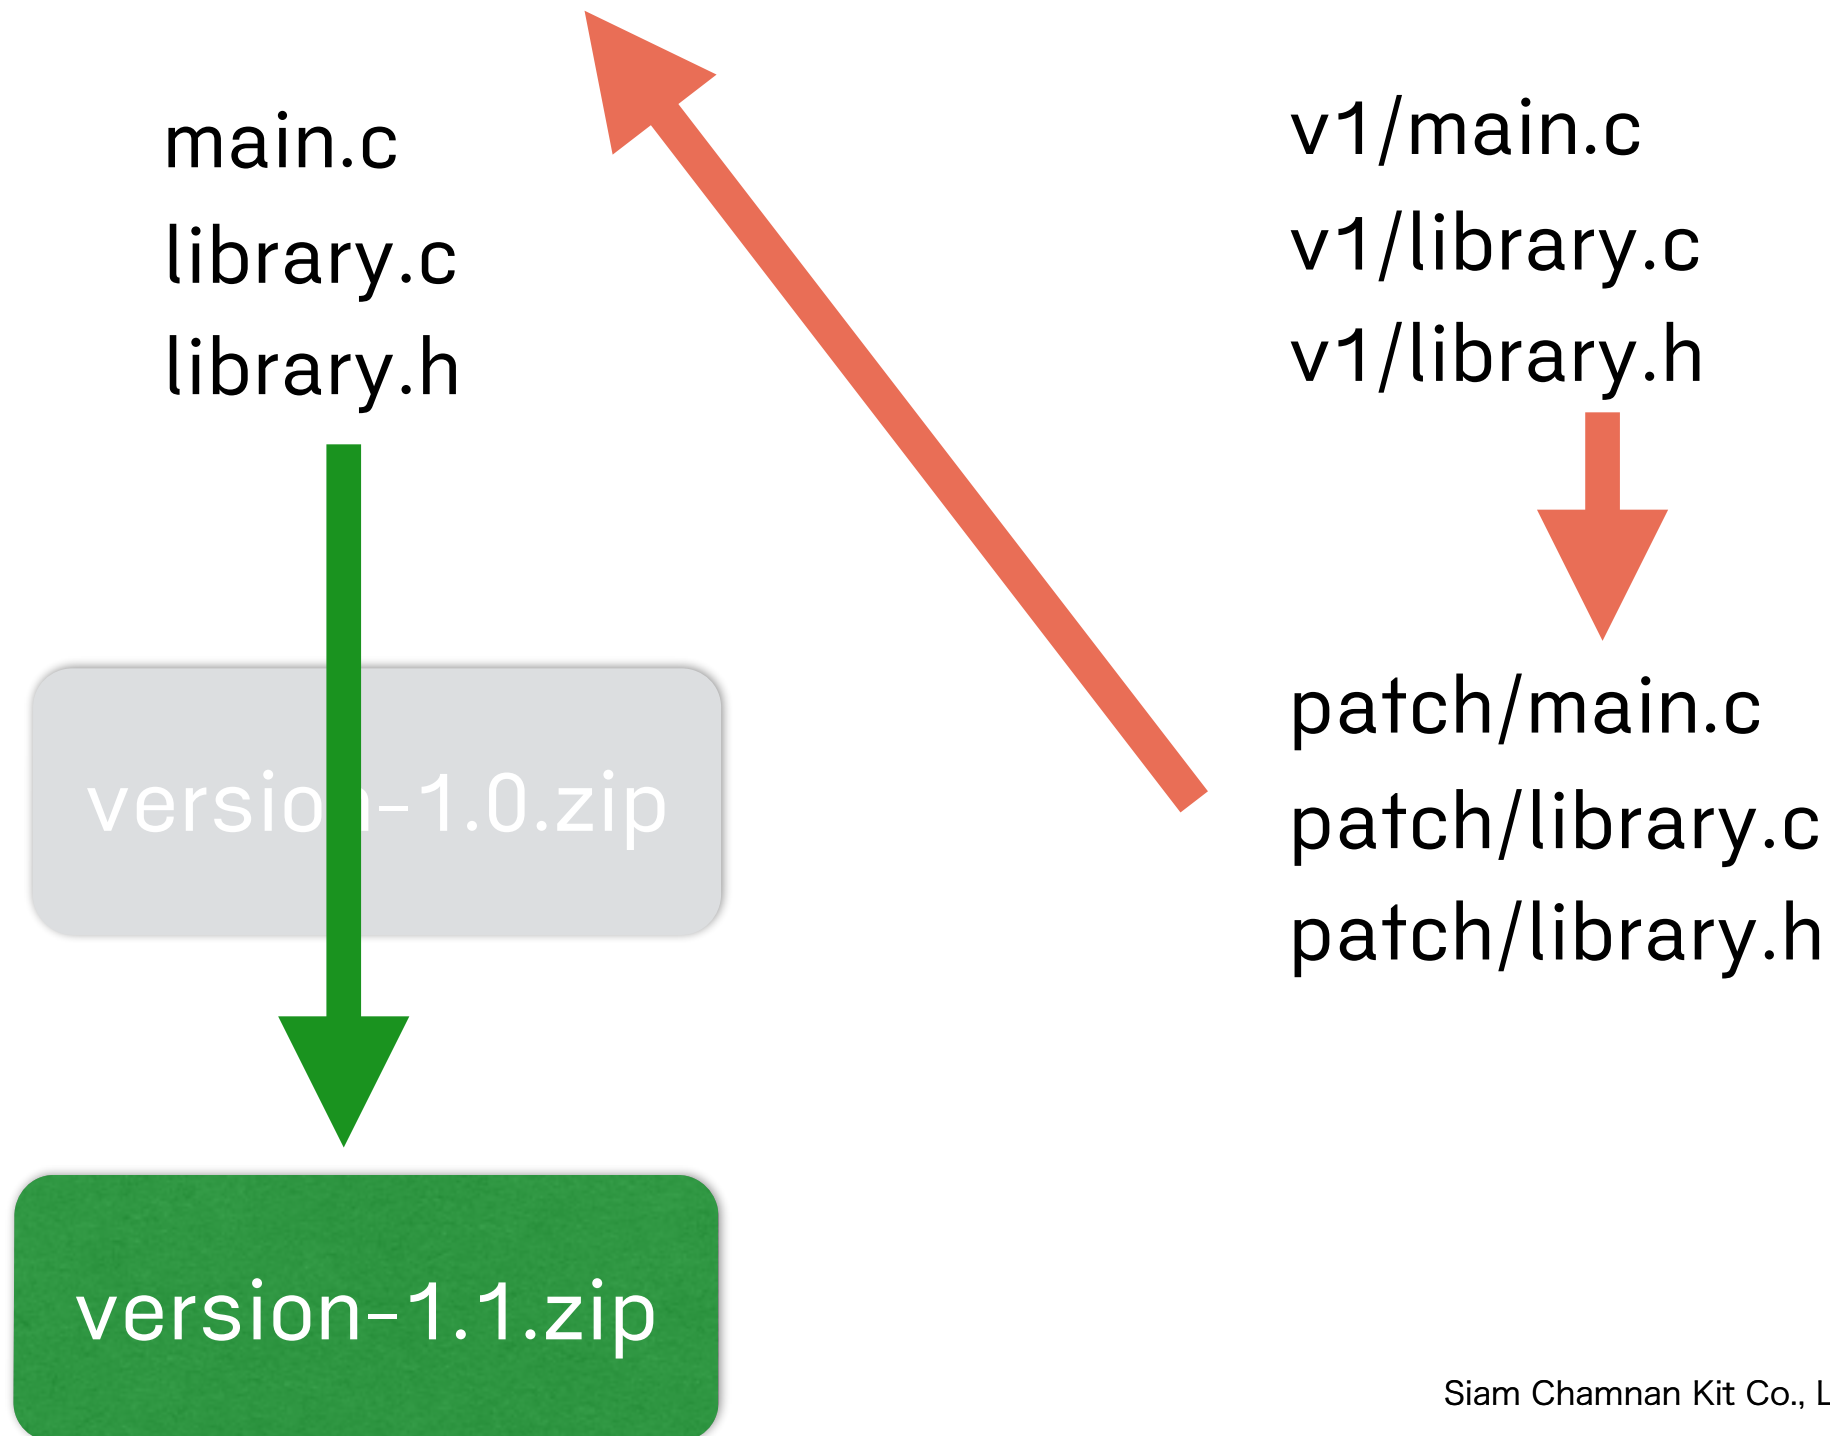 main.c
library.c
library.h
version-1.0.zip
version-1.1.zip
v1/main.c
v1/library.c
v1/library.h
patch/main.c
patch/library.c
patch/library.h
Siam Chamnan Kit Co., L